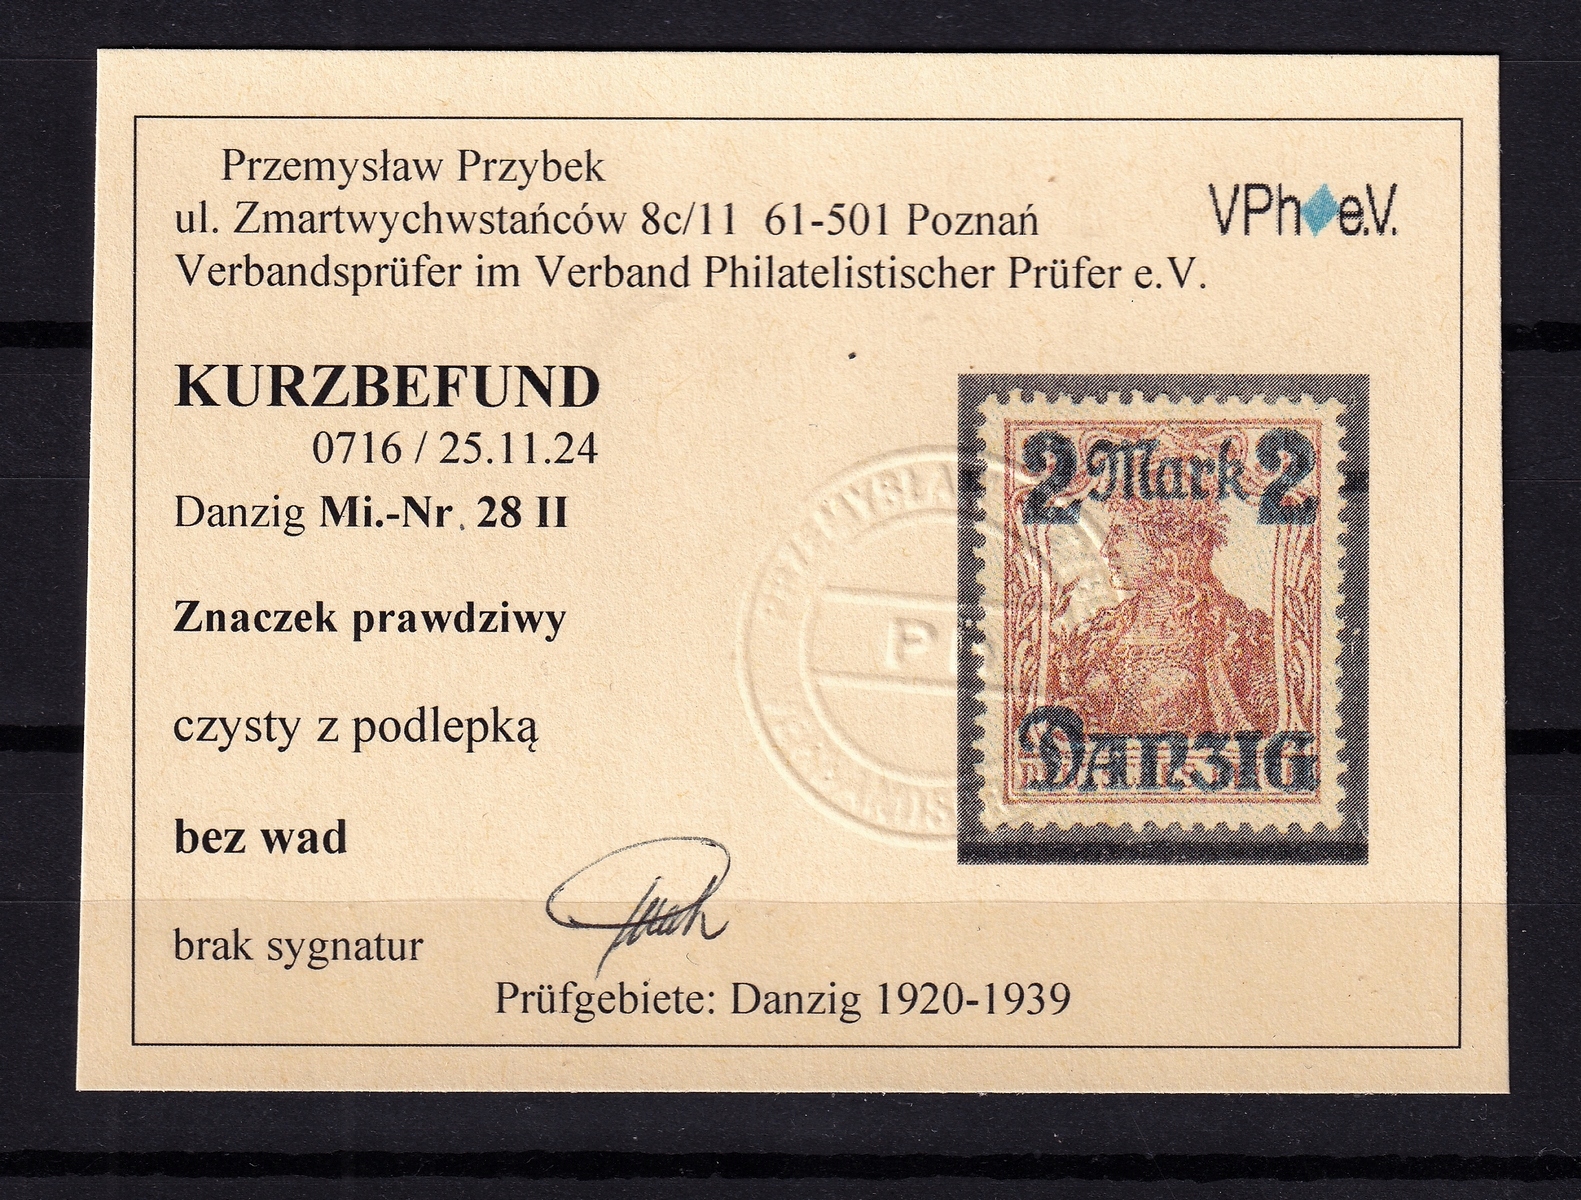 Przemysław Przybek
ul. Zmartwychwstańców 8c/11 61-501 Poznań
Verbandsprüfer im Verband Philatelistischer Prüfer e.V.
VPh e.V.
KURZBEFUND
0716 / 25.11.24
Danzig Mi.-Nr. 28 II
Znaczek prawdziwy
czysty z podlepką
bez wad
brak sygnatur
Prüfgebiete: Danzig 1920-1939
2 Mark 2
Danzig